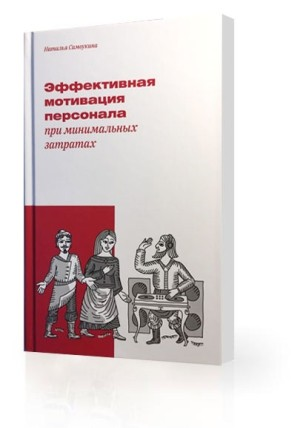 Наталья Самоукина
Эффективная
мотивация
персонала
при минимальных
затратах